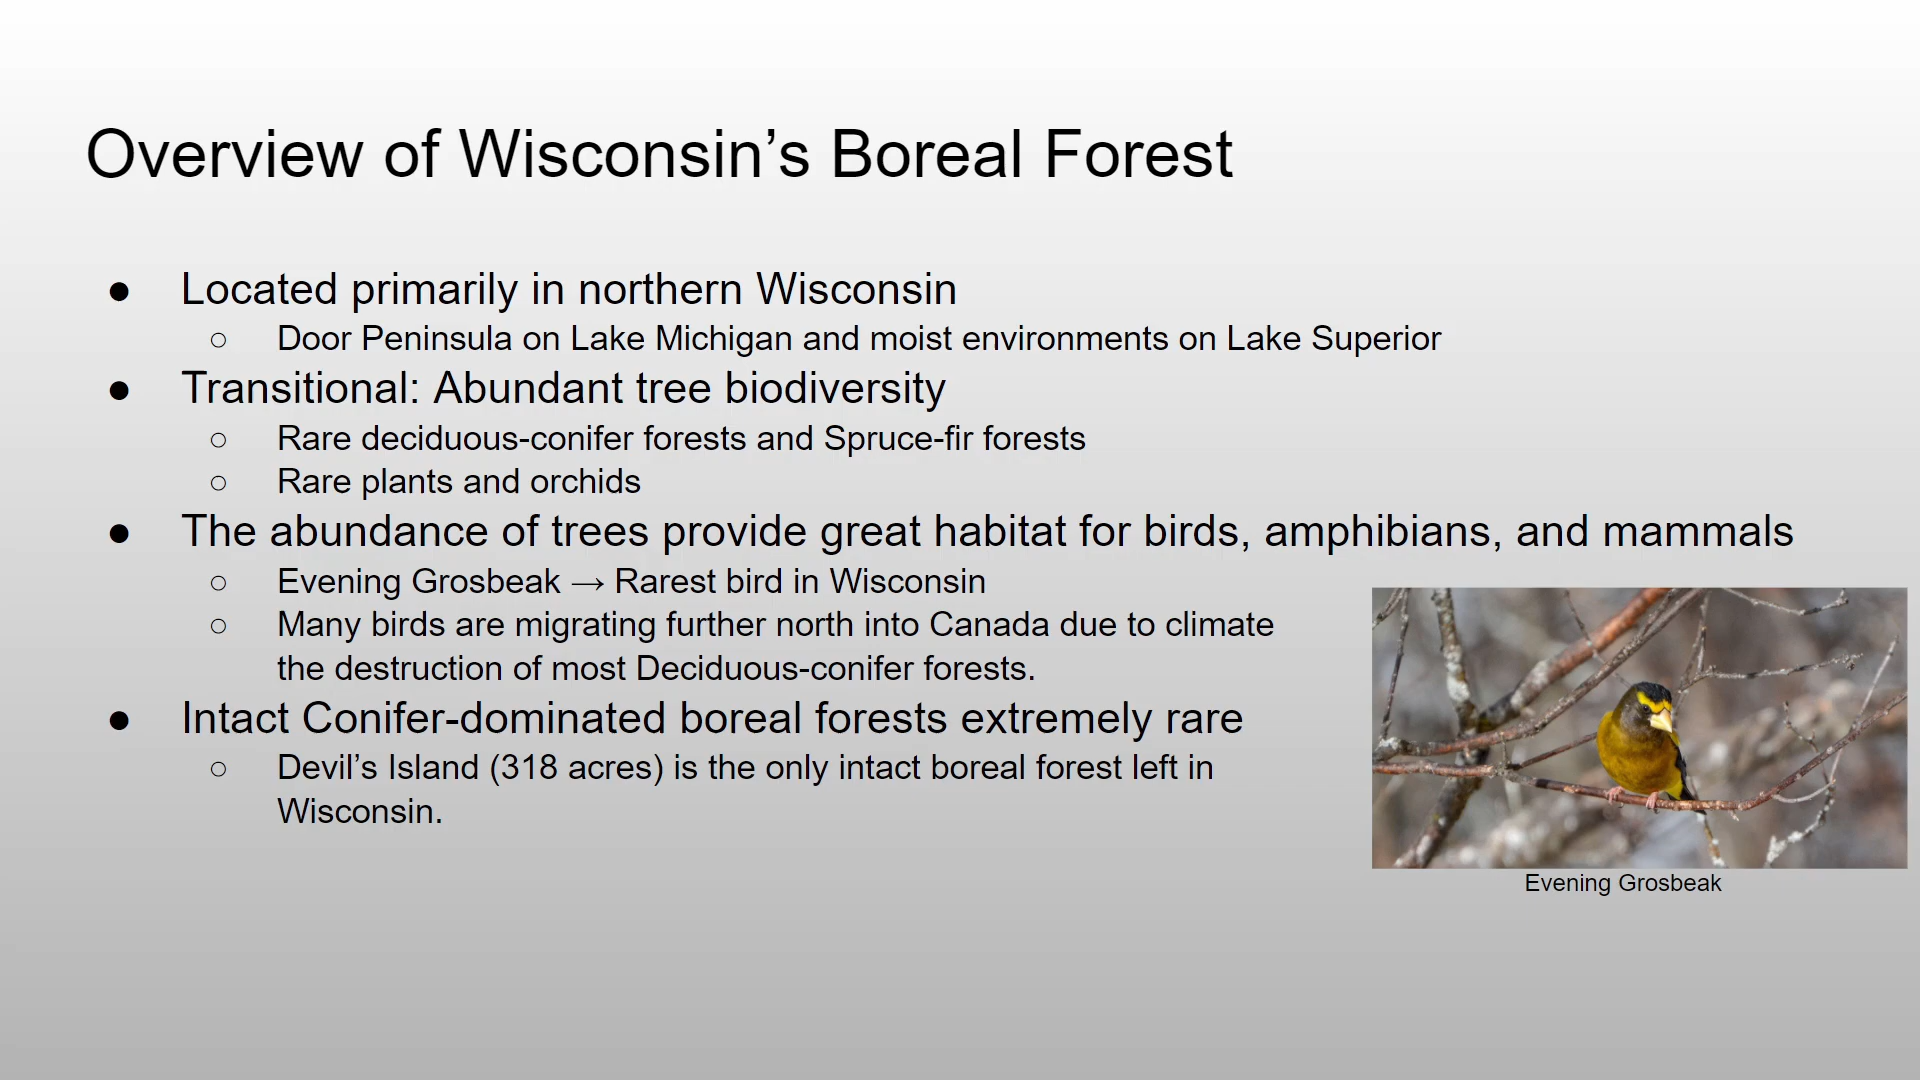 Overview of Wisconsin’s Boreal Forest
● Located primarily in northern Wisconsin
○ Door Peninsula on Lake Michigan and moist environments on Lake Superior
● Transitional: Abundant tree biodiversity
○ Rare deciduous-conifer forests and Spruce-fir forests
○ Rare plants and orchids
● The abundance of trees provide great habitat for birds, amphibians, and mammals
○ Evening Grosbeak → Rarest bird in Wisconsin
○ Many birds are migrating further north into Canada due to climate
the destruction of most Deciduous-conifer forests.
● Intact Conifer-dominated boreal forests extremely rare
○ Devil’s Island (318 acres) is the only intact boreal forest left in
Wisconsin.
Evening Grosbeak